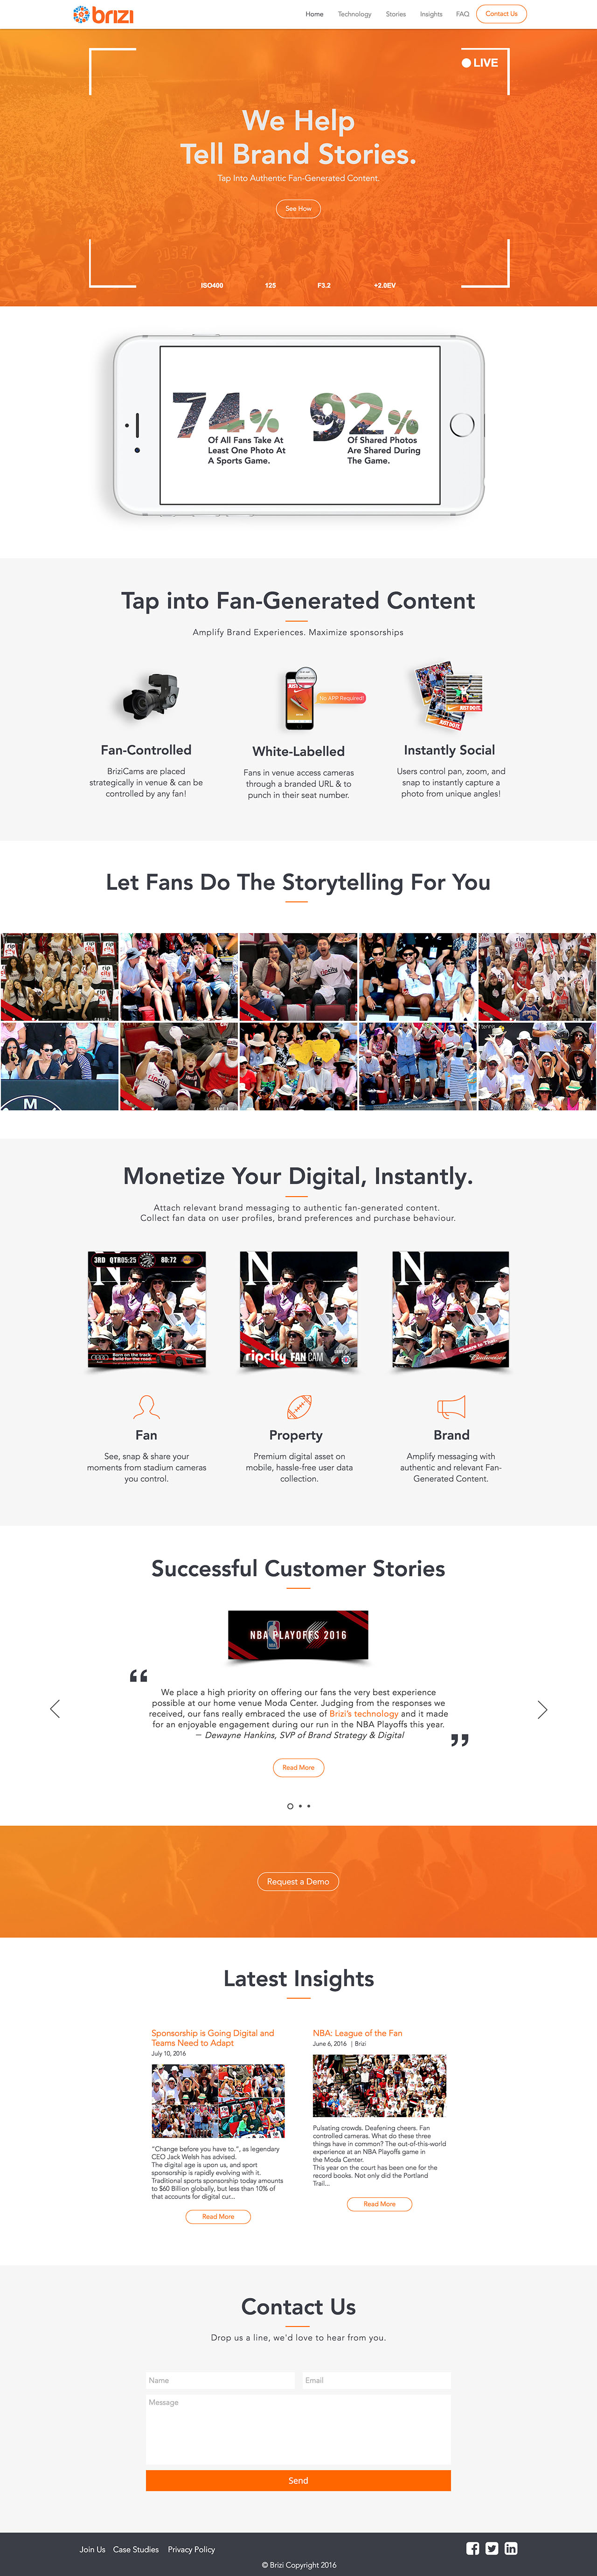 brizi
Home Technology Stories Insights FAQ Contact Us
LIVE
We Help
Tell Brand Stories.
Tap Into Authentic Fan-Generated Content.
See How
ISO400 125 F3.2 +2.0EV
74% 92%
Of All Fans Take At
Least One Photo At
A Sports Game.
Of Shared Photos
Are Shared During
The Game.
Tap into Fan-Generated Content
Amplify Brand Experiences. Maximize sponsorships
No APP Required!
JUST DO IT.
Fan-Controlled
BriziCams are placed
strategically in venue & can be
controlled by any fan!
White-Labelled
Fans in venue access cameras
through a branded URL & to
punch in their seat number.
Instantly Social
Users control pan, zoom, and
snap to instantly capture a
photo from unique angles!
Let Fans Do The Storytelling For You
rip
city
ripcity
M
Monetize Your Digital, Instantly.
Attach relevant brand messaging to authentic fan-generated content.
Collect fan data on user profiles, brand preferences and purchase behaviour.
3RD QTR05:25 80:72
N
Born on the track.
Build for the road.
N
ripcity FAN CAM
N
Budweiser
Fan
See, snap & share your
moments from stadium cameras
you control.
Property
Premium digital asset on
mobile, hassle-free user data
collection.
Brand
Amplify messaging with
authentic and relevant Fan-
Generated Content.
Successful Customer Stories
NBA PLAYOFFS 2016
“
We place a high priority on offering our fans the very best experience
possible at our home venue Moda Center. Judging from the responses we
received, our fans really embraced the use of Brizi's technology and it made
for an enjoyable engagement during our run in the NBA Playoffs this year.
– Dewayne Hankins, SVP of Brand Strategy & Digital
”
Read More
Request a Demo
Latest Insights
Sponsorship is Going Digital and
Teams Need to Adapt
July 10, 2016
“Change before you have to.”, as legendary
CEO Jack Welsh has advised.
The digital age is upon us, and sport
sponsorship is rapidly evolving with it.
Traditional sports sponsorship today amounts
to $60 Billion globally, but less than 10% of
that accounts for digital cur...
Read More
NBA: League of the Fan
June 6, 2016 | Brizi
Pulsating crowds. Deafening cheers. Fan
controlled cameras. What do these three
things have in common? The out-of-this-world
experience at an NBA Playoffs game in
the Moda Center.
This year on the court has been one for the
record books. Not only did the Portland
Trail...
Read More
Contact Us
Drop us a line, we'd love to hear from you.
Name
Email
Message
Send
Join Us Case Studies Privacy Policy
© Brizi Copyright 2016